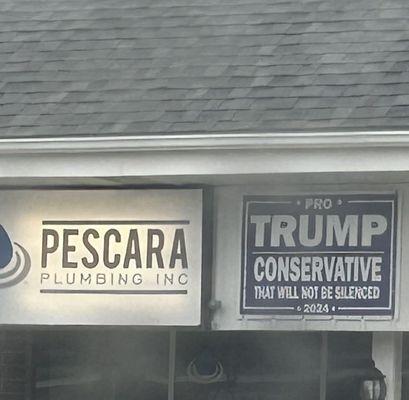 PESCARA
PLUMBING INC
PRO
TRUMP
CONSERVATIVE
THAT WILL NOT BE SILENCED
2024